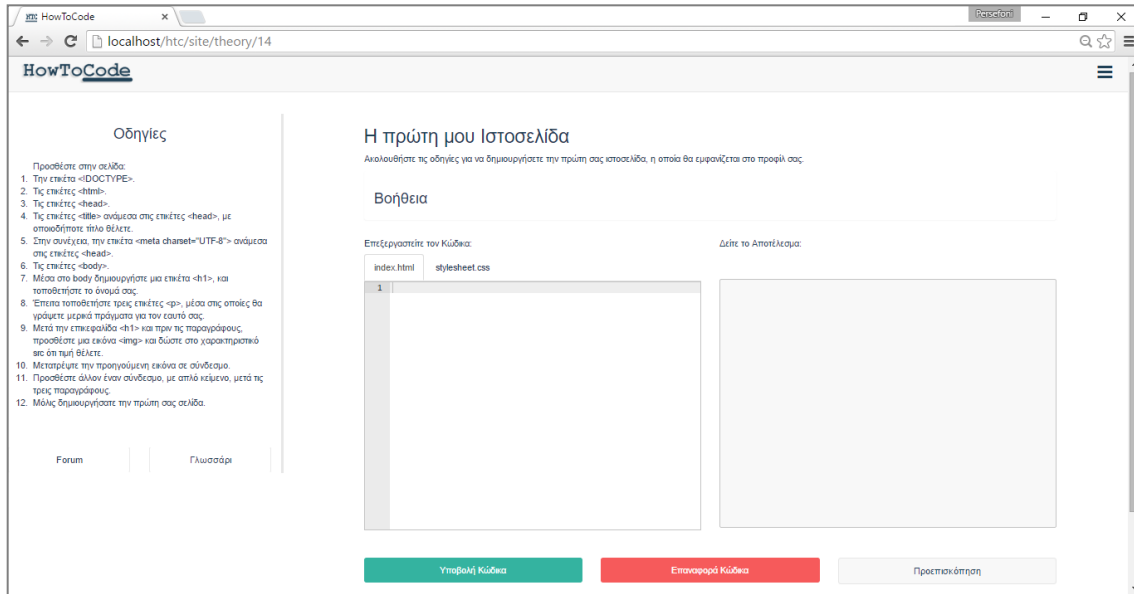 HTC HowToCode
Persefoni
localhost/htc/site/theory/14
HowToCode
Οδηγίες
Προσθέστε στην σελίδα:
1. Την ετικέτα <!DOCTYPE>.
2. Τις ετικέτες <html>.
3. Τις ετικέτες <head>.
4. Τις ετικέτες <title> ανάμεσα στις ετικέτες <head>, με
οποιοδήποτε τίτλο θέλετε.
5. Στην συνέχεια, την ετικέτα <meta charset="UTF-8"> ανάμεσα
στις ετικέτες <head>.
6. Τις ετικέτες <body>.
7. Μέσα στο body δημιουργήστε μια ετικέτα <h1>, και
τοποθετήστε το όνομά σας.
8. Έπειτα τοποθετήστε τρεις ετικέτες <p>, μέσα στις οποίες θα
γράψετε μερικά πράγματα για τον εαυτό σας.
9. Μετά την επικεφαλίδα <h1> και πριν τις παραγράφους,
προσθέστε μια εικόνα <img> και δώστε στο χαρακτηριστικό
src ότι τιμή θέλετε.
10. Μετατρέψτε την προηγούμενη εικόνα σε σύνδεσμο.
11. Προσθέστε άλλον έναν σύνδεσμο, με απλό κείμενο, μετά τις
τρεις παραγράφους.
12. Μόλις δημιουργήσατε την πρώτη σας σελίδα.
Forum
Γλωσσάρι
Η πρώτη μου Ιστοσελίδα
Ακολουθήστε τις οδηγίες για να δημιουργήσετε την πρώτη σας ιστοσελίδα, η οποία θα εμφανίζεται στο προφίλ σας.
Βοήθεια
Επεξεργαστείτε τον Κώδικα:
index.html
stylesheet.css
1
Δείτε το Αποτέλεσμα:
Υποβολή Κώδικα
Επαναφορά Κώδικα
Προεπισκόπηση